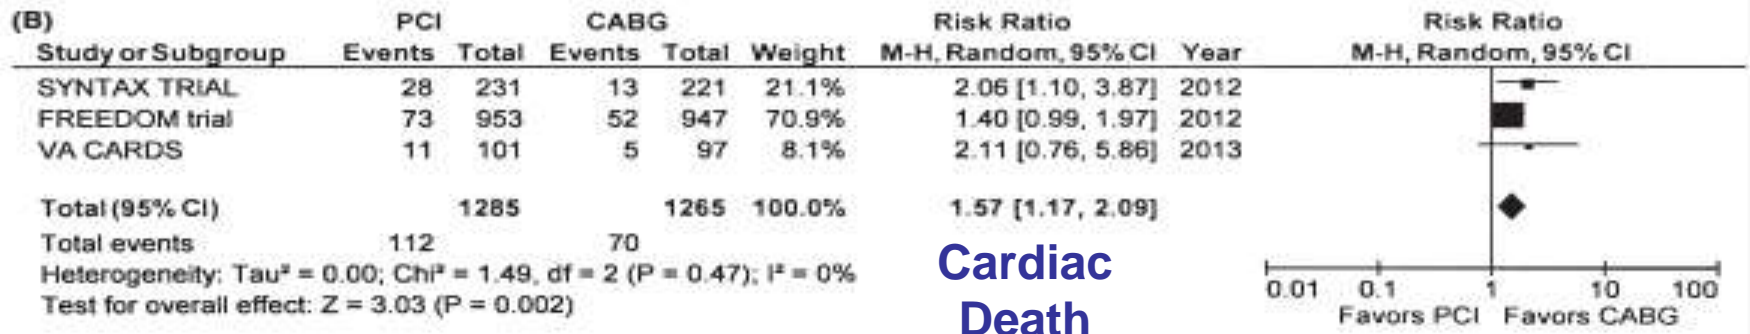 (B) PCI CABG Risk Ratio Risk Ratio
Study or Subgroup Events Total Events Total Weight M-H, Random, 95% CI Year M-H, Random, 95% CI
SYNTAX TRIAL 28 231 13 221 21.1% 2.06 [1.10, 3.87] 2012
FREEDOM trial 73 953 52 947 70.9% 1.40 [0.99, 1.97] 2012
VA CARDS 11 101 5 97 8.1% 2.11 [0.76, 5.86] 2013
Total (95% CI) 1285 1265 100.0% 1.57 [1.17, 2.09]
Total events 112 70
Heterogeneity: Tau² = 0.00; Chi² = 1.49, df = 2 (P = 0.47); I² = 0%
Test for overall effect: Z = 3.03 (P = 0.002)
Cardiac
Death
0.01 0.1 1 10 100
Favors PCI Favors CABG